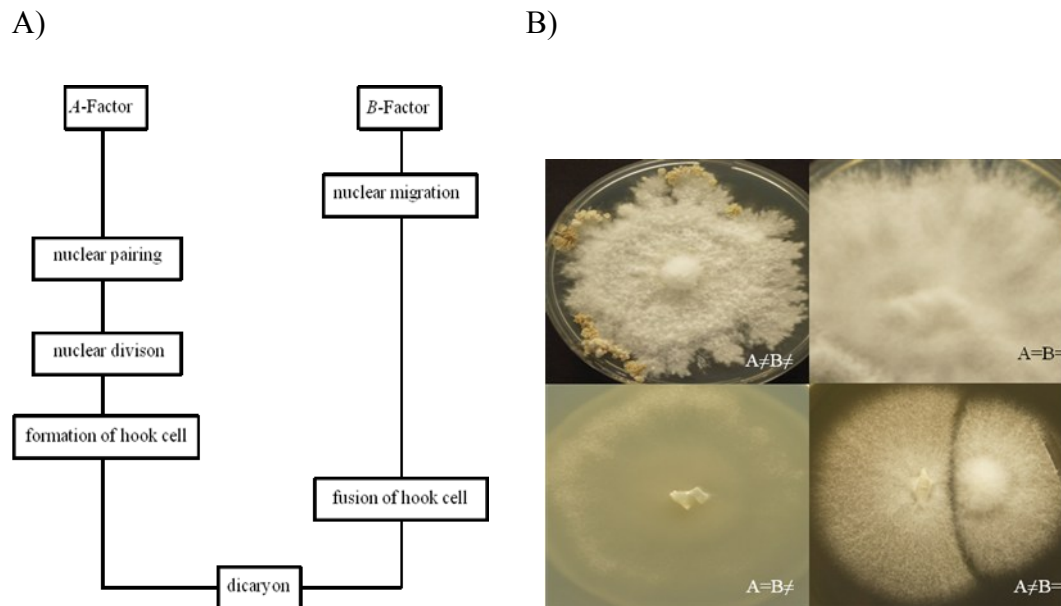 A)
B)
A-Factor
B-Factor
nuclear migration
nuclear pairing
nuclear divison
formation of hook cell
fusion of hook cell
dicaryon
A≠B≠
A=B=
A=B≠
A≠B=